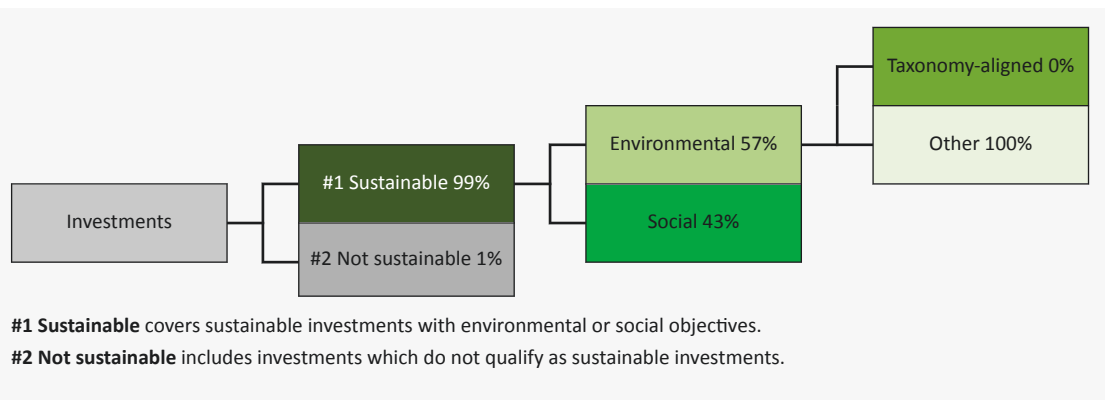 Taxonomy-aligned 0%
Environmental 57%
Other 100%
#1 Sustainable 99%
Investments
Social 43%
#2 Not sustainable 1%
#1 Sustainable covers sustainable investments with environmental or social objectives.
#2 Not sustainable includes investments which do not qualify as sustainable investments.